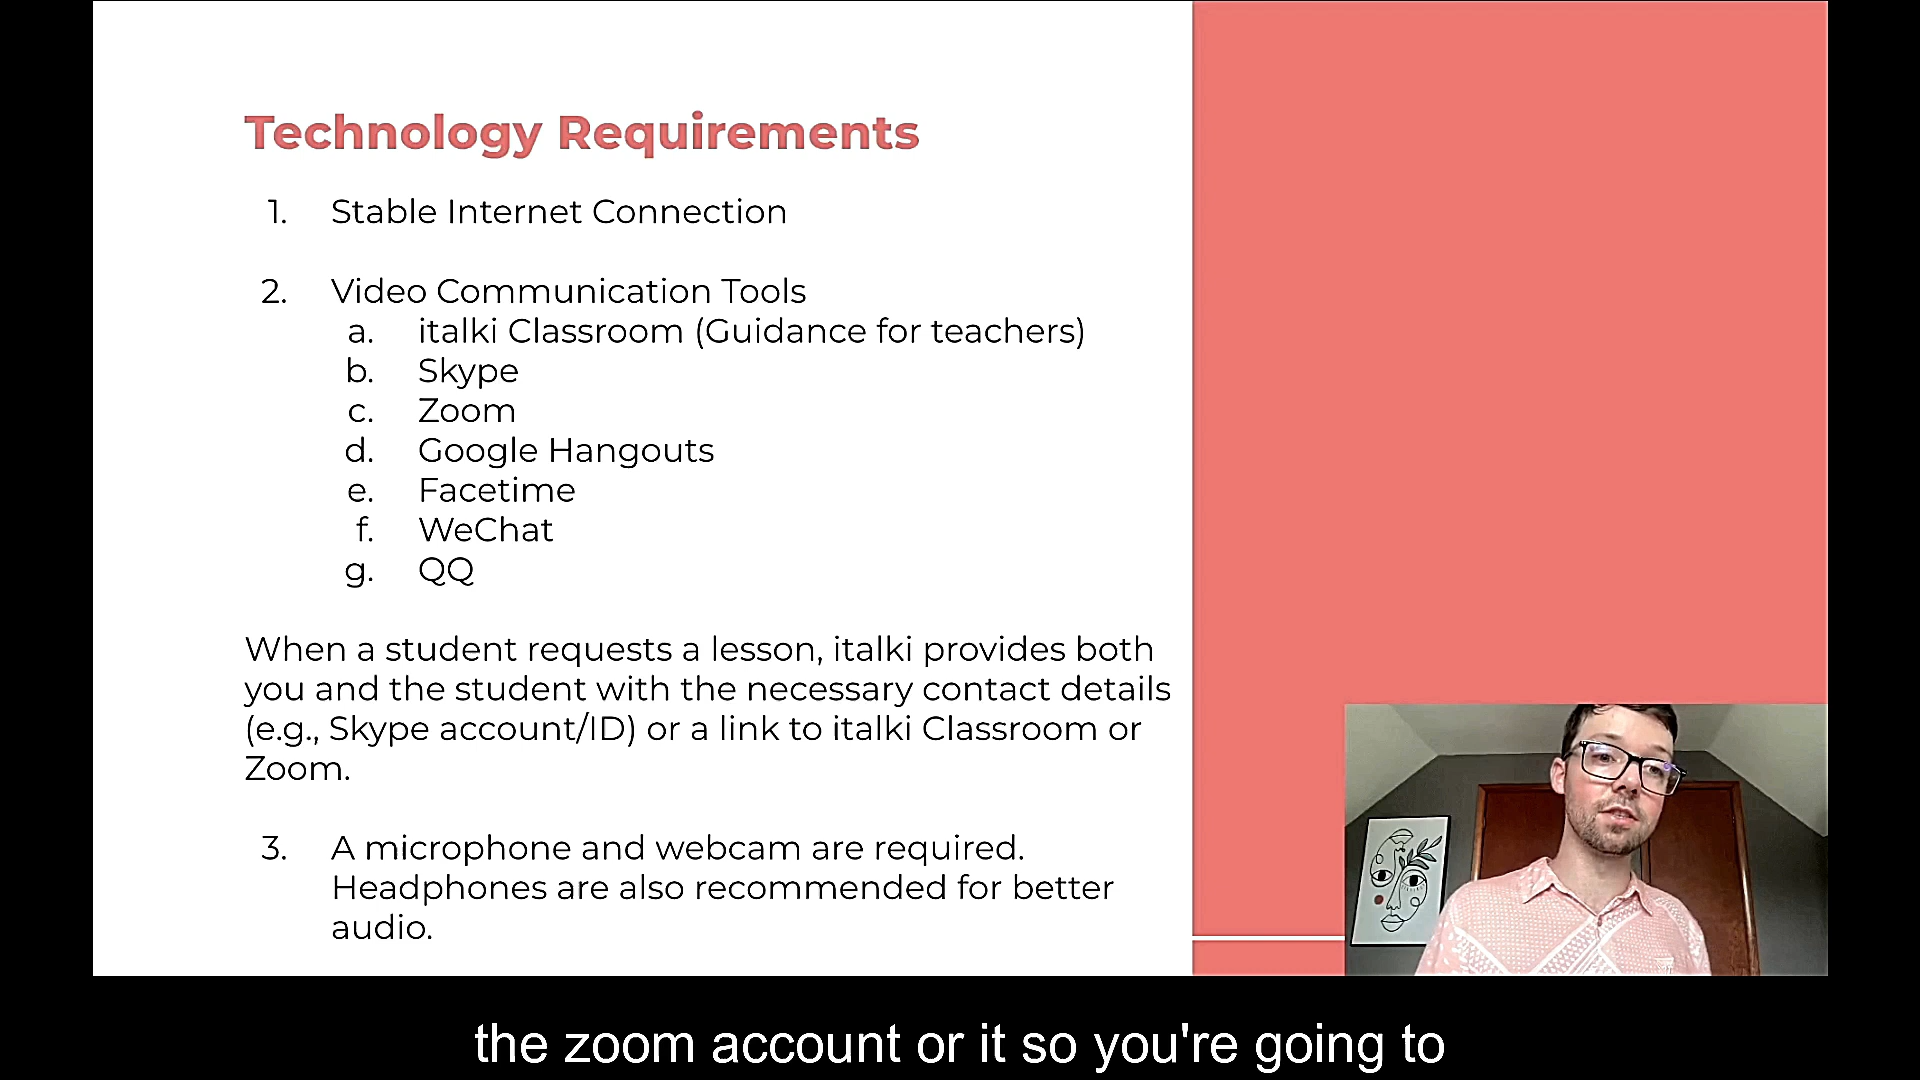 Technology Requirements
1. Stable Internet Connection
2. Video Communication Tools
a. italki Classroom (Guidance for teachers)
b. Skype
c. Zoom
d. Google Hangouts
e. Facetime
f. WeChat
g. QQ
When a student requests a lesson, italki provides both
you and the student with the necessary contact details
(e.g., Skype account/ID) or a link to italki Classroom or
Zoom.
3. A microphone and webcam are required.
Headphones are also recommended for better
audio.
the zoom account or it so you're going to